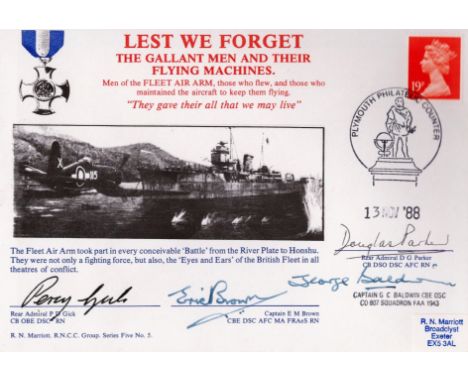 LEST WE FORGET
THE GALLANT MEN AND THEIR
FLYING MACHINES.
Men of the FLEET AIR ARM, those who flew, and those who
maintained the aircraft to keep them flying.
"They gave their all that we may live"
19P
PLYMOUTH PHILATELIC COUNTER
13 NOV '88
X
115
The Fleet Air Arm took part in every conceivable 'Battle' from the River Plate to Honshu.
They were not only a fighting force, but also, the 'Eyes and Ears' of the British Fleet in all
theatres of conflict.
Douglas Parker
Rear Admiral D G Parker
CB DSO DSC AFC RN
George Baldwin
CAPTAIN G C BALDWIN CBE DSC
CO 807 SQUADRON FAA 1943
Percy Gick
Rear Admiral P D Gick
CB OBE DSC RN
Eric Brown
Captain E M Brown
CBE DSC AFC MA FRAeS RN
R. N. Marriott. R.N.C.C. Group. Series Five No. 5.
R. N. Marriott
Broadclyst
Exeter
EX5 3AL